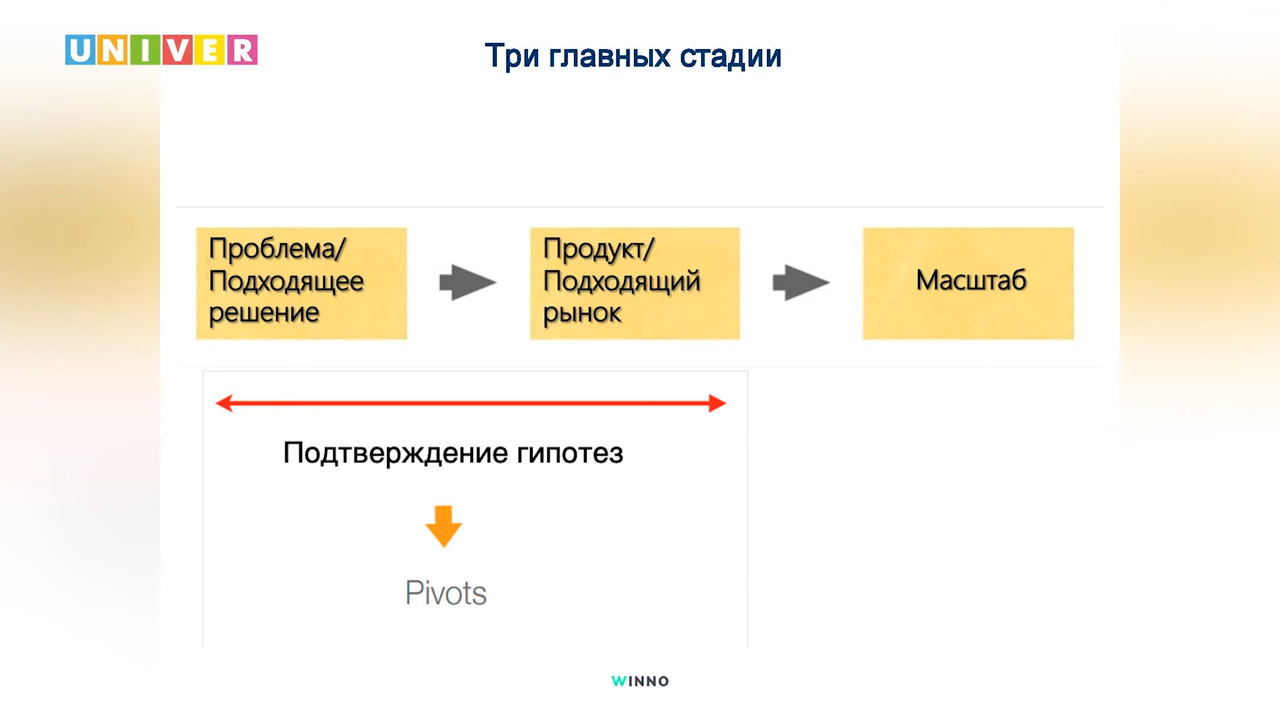 UNIVER
Три главных стадии
Проблема/
Подходящее
решение
Продукт/
Подходящий
рынок
Масштаб
Подтверждение гипотез
Pivots
WINNO